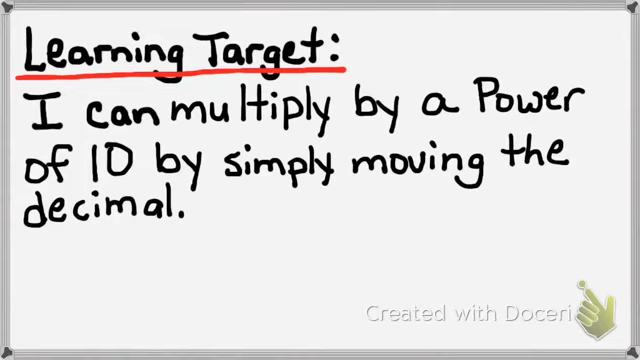 Learning Target:
I can multiply by a Power
of 10 by simply moving the
decimal.
Created with Doceri